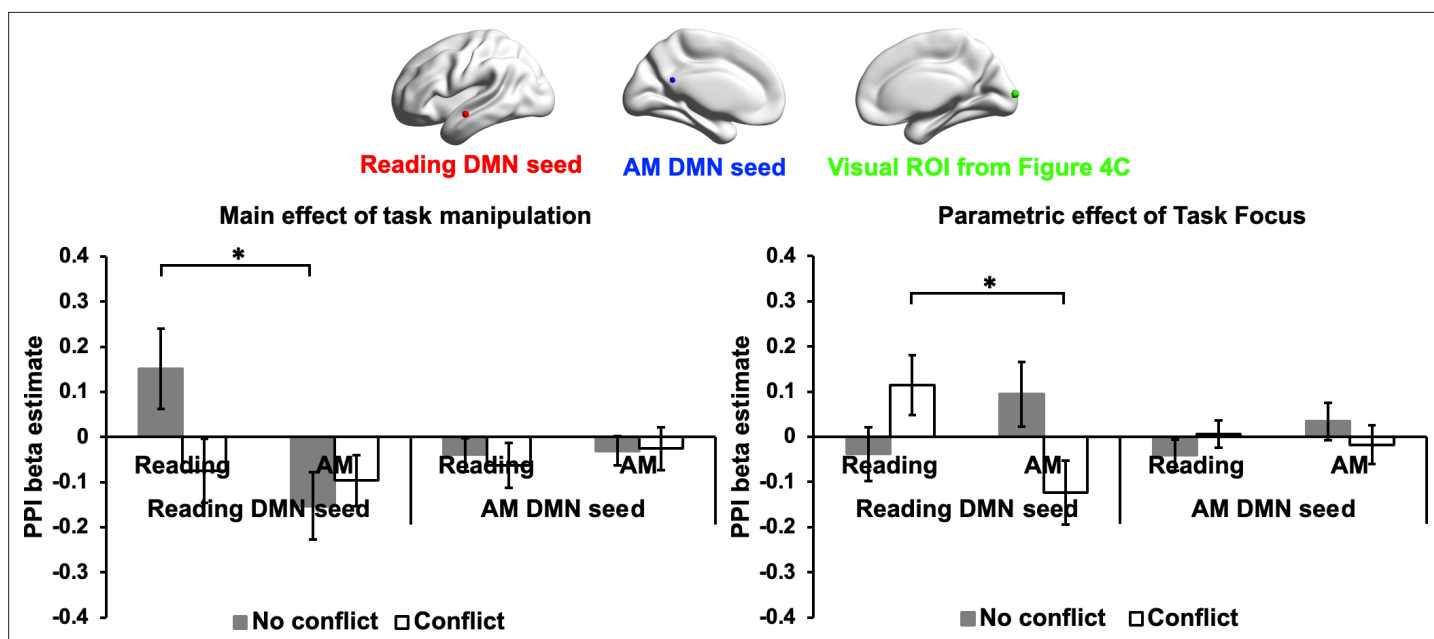 Reading DMN seed
AM DMN seed
Visual ROI from Figure 4C
Main effect of task manipulation
PPI beta estimate
0.4
0.3
0.2
0.1
0
-0.1
-0.2
-0.3
-0.4
*
Reading
AM
Reading
AM
Reading DMN seed
AM DMN seed
No conflict
Conflict
Parametric effect of Task Focus
PPI beta estimate
0.4
0.3
0.2
0.1
0
-0.1
-0.2
-0.3
-0.4
*
Reading
AM
Reading
AM
Reading DMN seed
AM DMN seed
No conflict
Conflict